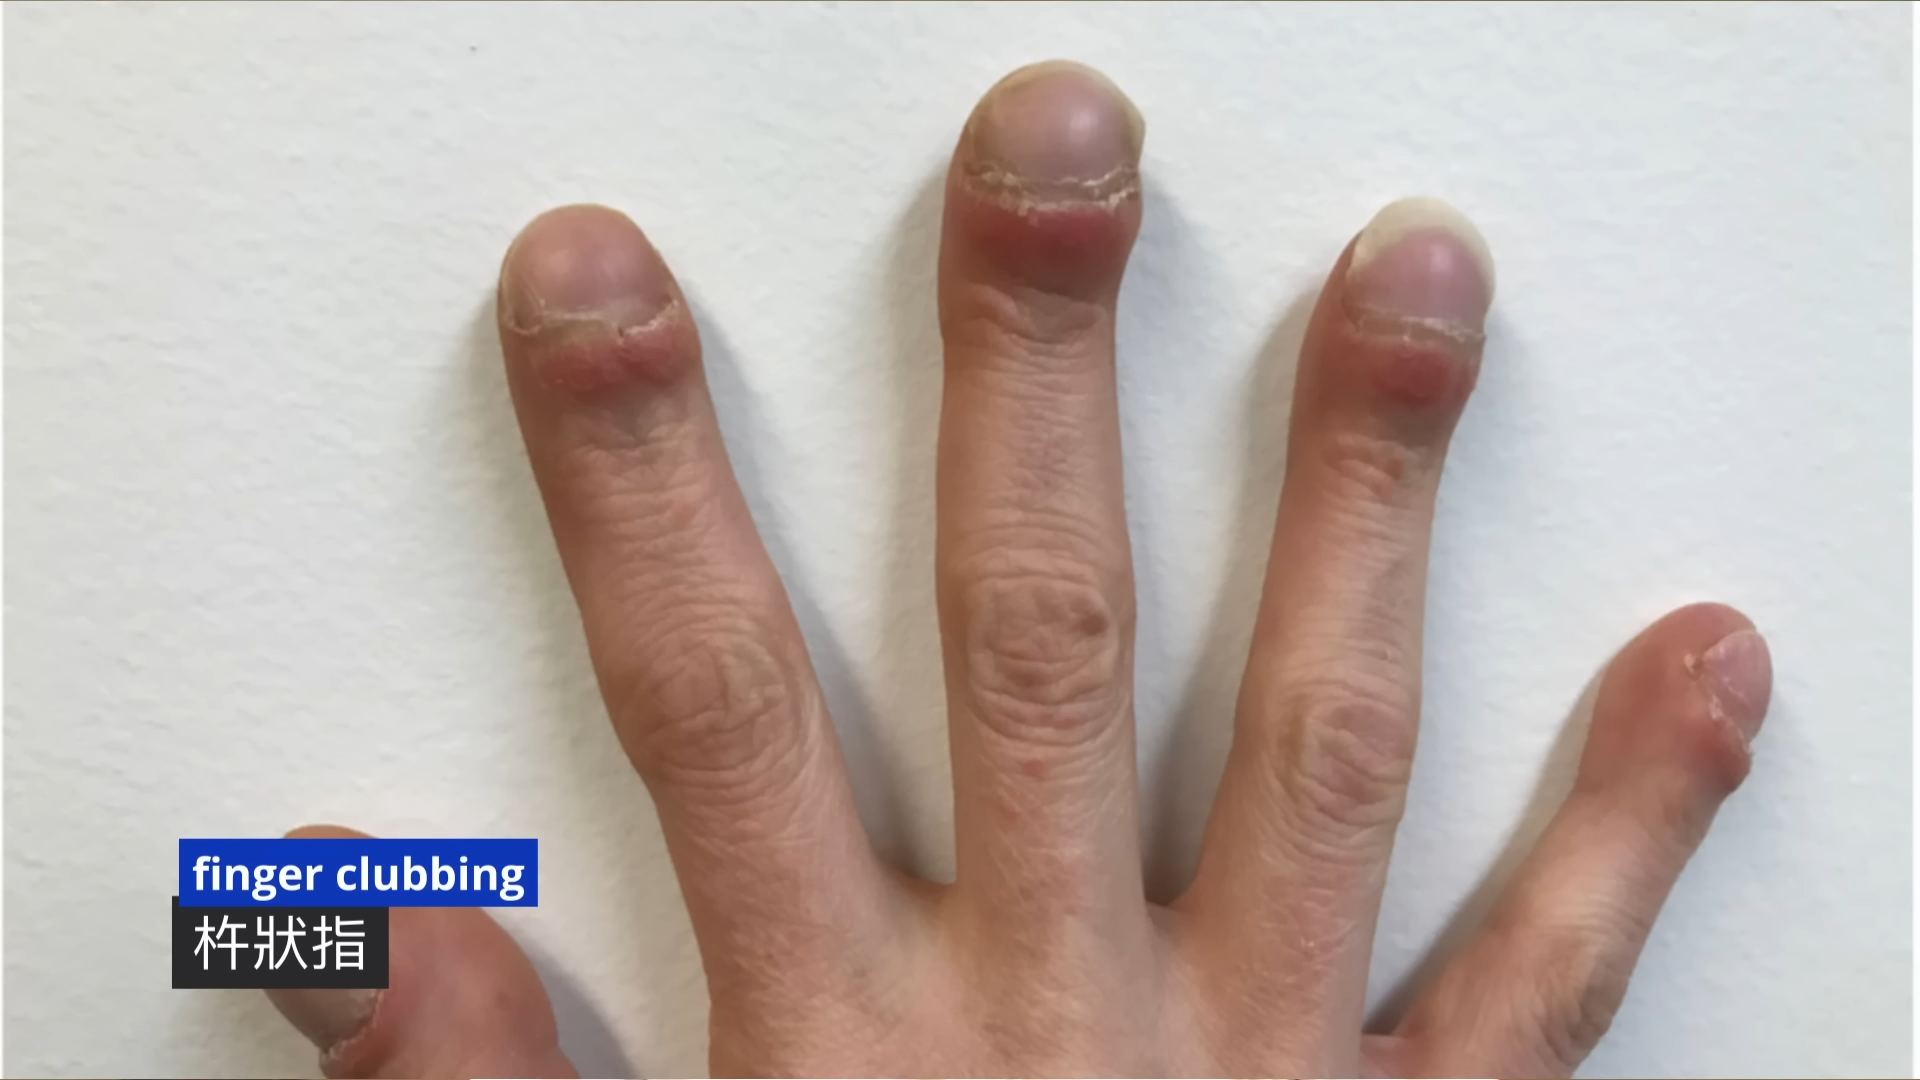 finger clubbing
杵狀指